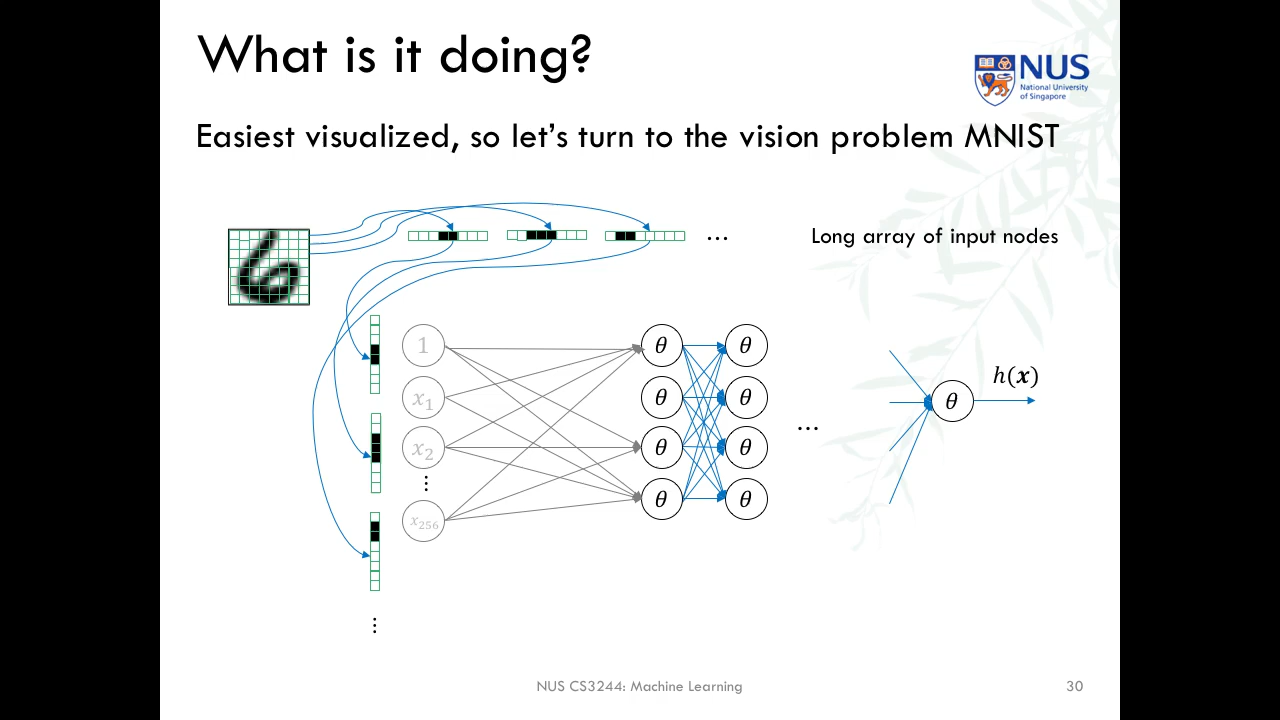 What is it doing?
NUS
National University
of Singapore
Easiest visualized, so let’s turn to the vision problem MNIST
...
Long array of input nodes
1
θ
θ
h(x)
x₁
θ
θ
θ
...
x₂
θ
θ
⋮
x₂₅₆
θ
θ
⋮
NUS CS3244: Machine Learning
30